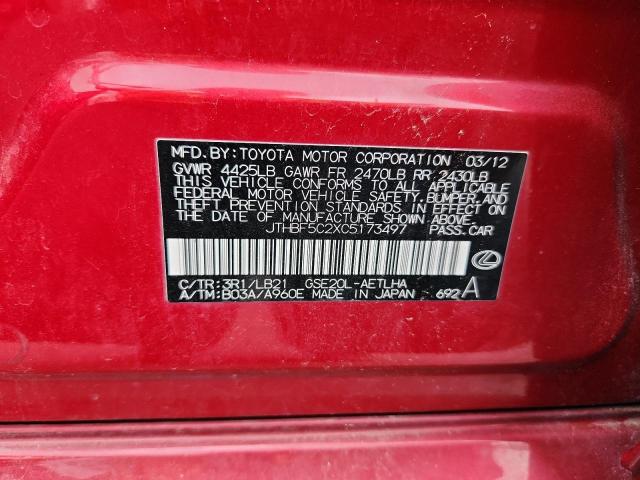 MFD. BY: TOYOTA MOTOR CORPORATION 03/12
GVWR 4425LB GAWR FR 2470LB RR 2430LB
THIS VEHICLE CONFORMS TO ALL APPLICABLE
FEDERAL MOTOR VEHICLE SAFETY, BUMPER, AND
THEFT PREVENTION STANDARDS IN EFFECT ON
THE DATE OF MANUFACTURE SHOWN ABOVE.
JTHBF5C2XC5173497 PASS. CAR
C/TR: 3R1/LB21 GSE20L-AETLHA
A/TM: B03A/A960E MADE IN JAPAN 692 A